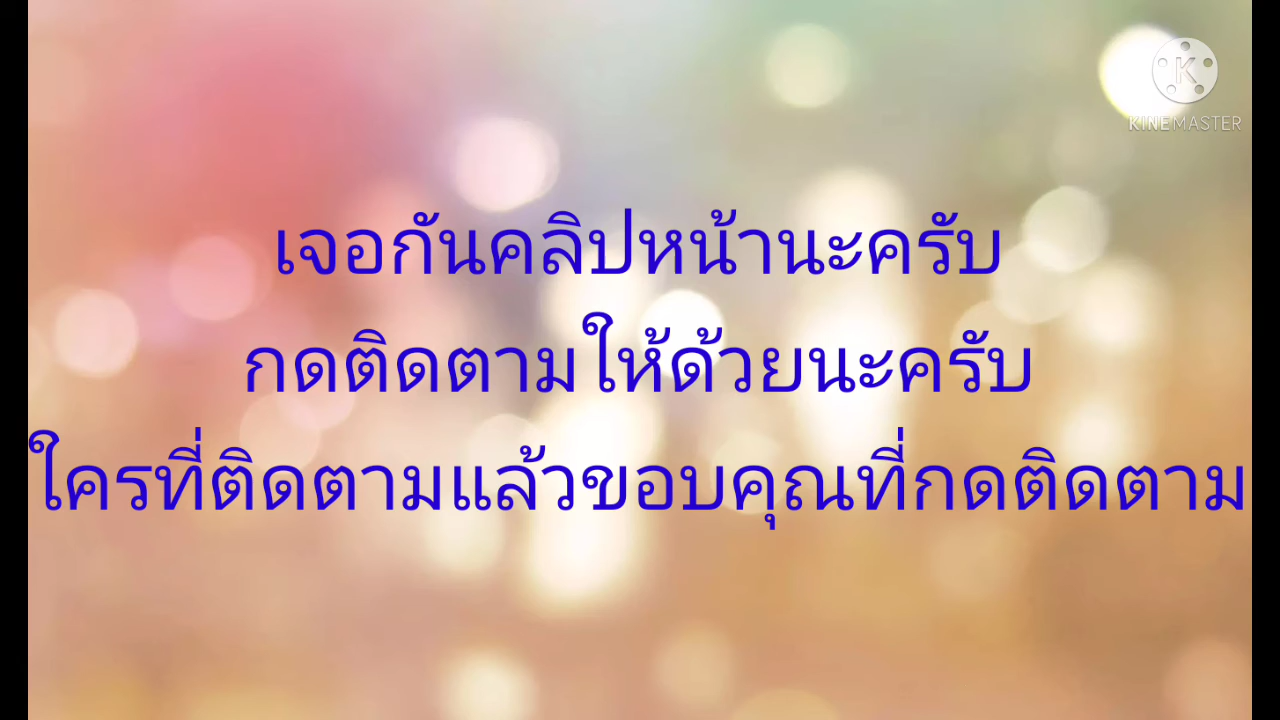 KINEMASTER
เจอกันคลิปหน้านะครับ
กดติดตามให้ด้วยนะครับ
ใครที่ติดตามแล้วขอบคุณที่กดติดตาม